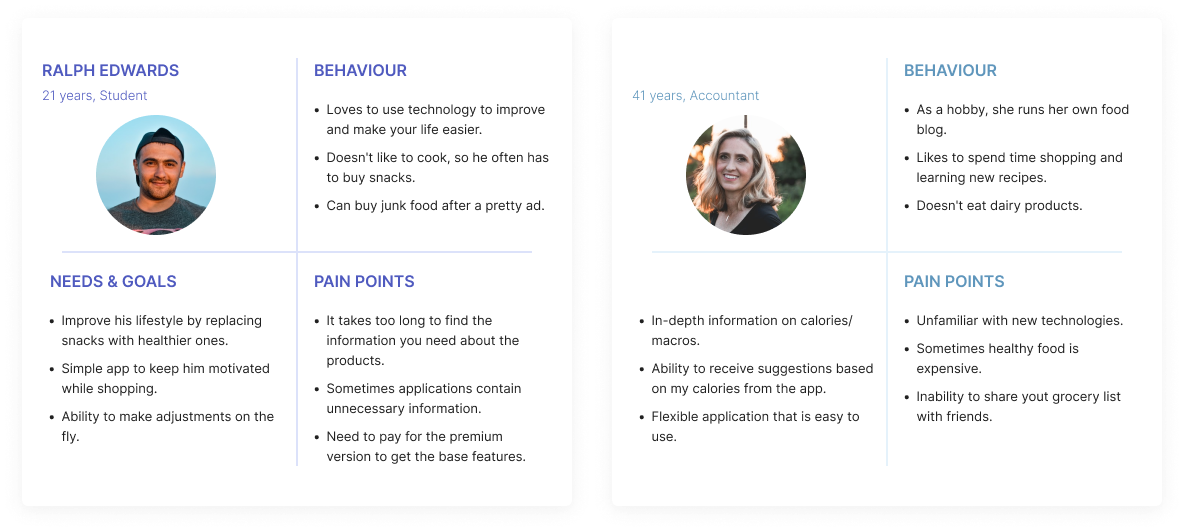 RALPH EDWARDS
21 years, Student
BEHAVIOUR
• Loves to use technology to improve
and make your life easier.
• Doesn't like to cook, so he often has
to buy snacks.
• Can buy junk food after a pretty ad.
NEEDS & GOALS
• Improve his lifestyle by replacing
snacks with healthier ones.
• Simple app to keep him motivated
while shopping.
• Ability to make adjustments on the
fly.
PAIN POINTS
• It takes too long to find the
information you need about the
products.
• Sometimes applications contain
unnecessary information.
• Need to pay for the premium
version to get the base features.
41 years, Accountant
BEHAVIOUR
• As a hobby, she runs her own food
blog.
• Likes to spend time shopping and
learning new recipes.
• Doesn't eat dairy products.
• In-depth information on calories/
macros.
• Ability to receive suggestions based
on my calories from the app.
• Flexible application that is easy to
use.
PAIN POINTS
• Unfamiliar with new technologies.
• Sometimes healthy food is
expensive.
• Inability to share yout grocery list
with friends.